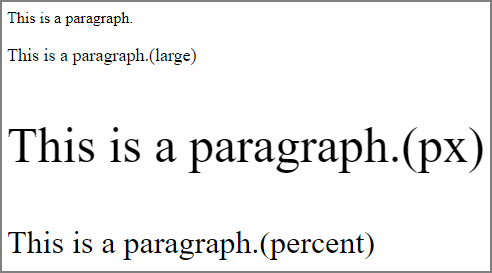 This is a paragraph.
This is a paragraph.(large)
This is a paragraph.(px)
This is a paragraph.(percent)